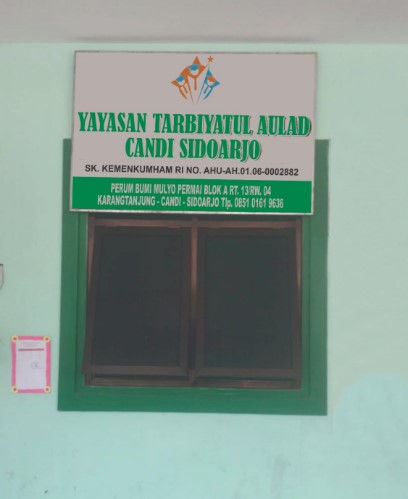 YAYASAN TARBIYATUL AULAD
CANDI SIDOARJO
SK. KEMENKUMHAM RI NO. AHU-AH.01.06-0002882
PERUM BUMI MULYO PERMAI BLOK A RT. 13/RW. 04
KARANGTANJUNG - CANDI - SIDOARJO Tlp. 0851 0161 9636